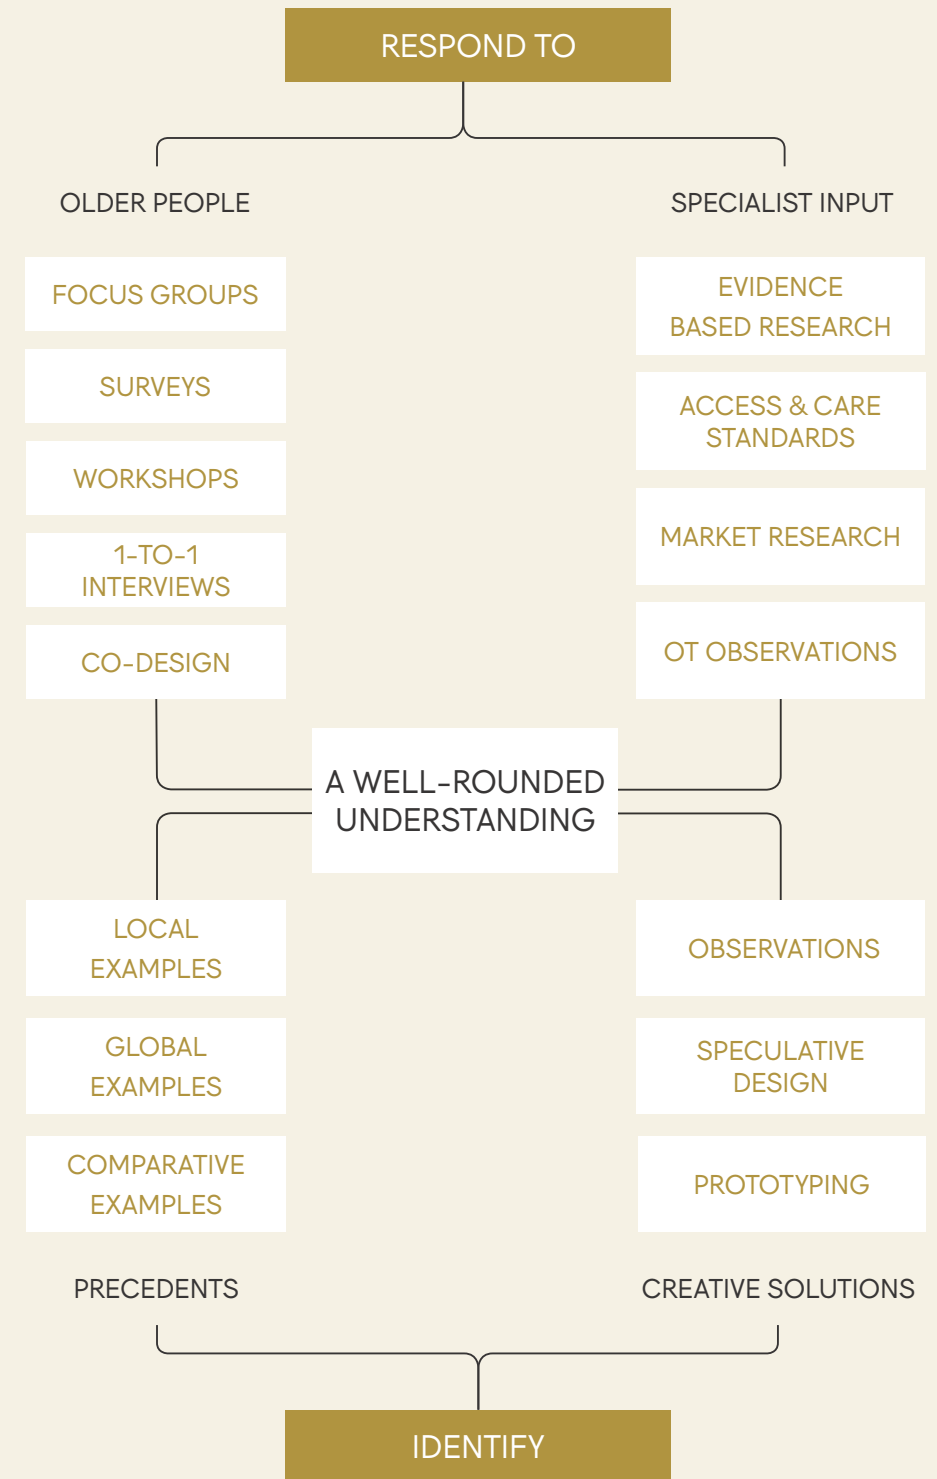 RESPOND TO
OLDER PEOPLE
FOCUS GROUPS
SURVEYS
WORKSHOPS
1-TO-1
INTERVIEWS
CO-DESIGN
SPECIALIST INPUT
EVIDENCE
BASED RESEARCH
ACCESS & CARE
STANDARDS
MARKET RESEARCH
OT OBSERVATIONS
A WELL-ROUNDED
UNDERSTANDING
LOCAL
EXAMPLES
GLOBAL
EXAMPLES
COMPARATIVE
EXAMPLES
PRECEDENTS
OBSERVATIONS
SPECULATIVE
DESIGN
PROTOTYPING
CREATIVE SOLUTIONS
IDENTIFY